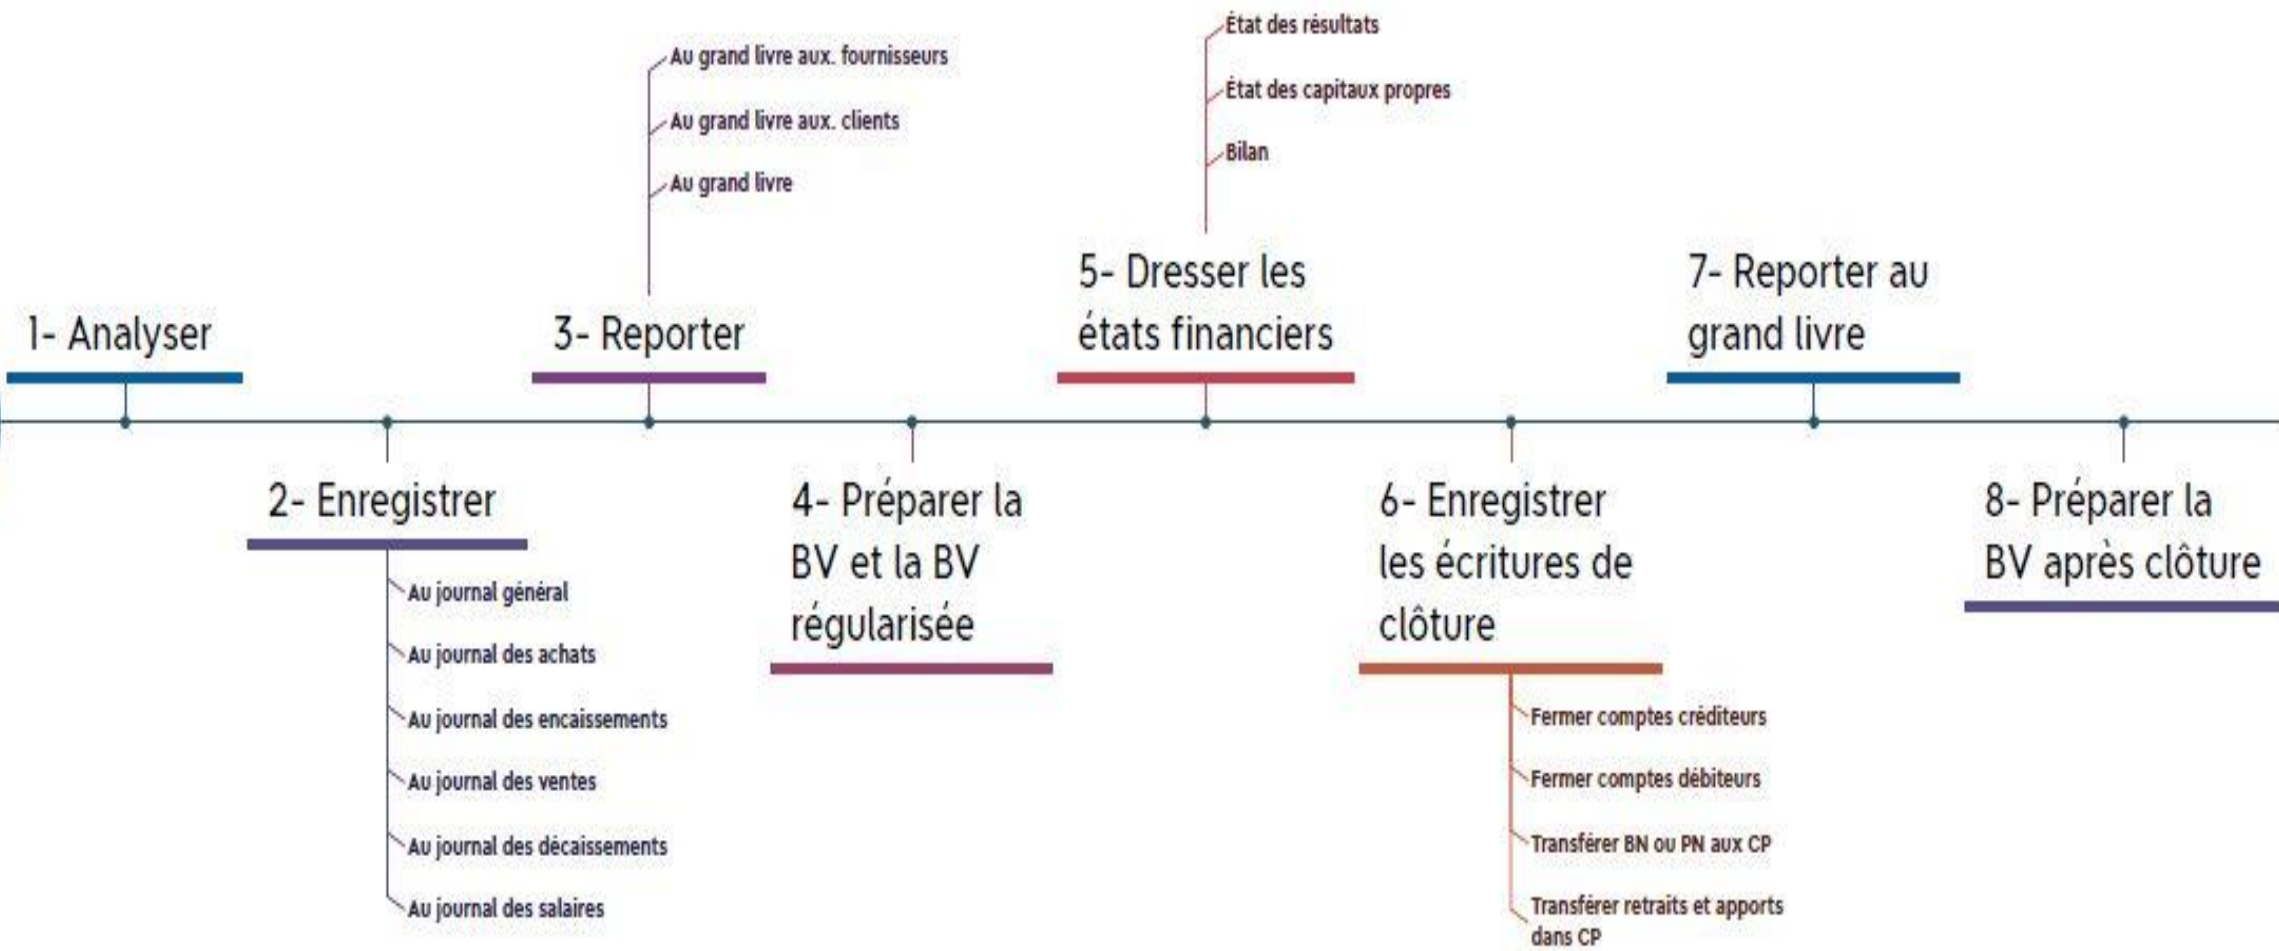 1- Analyser
2- Enregistrer
Au journal général
Au journal des achats
Au journal des encaissements
Au journal des ventes
Au journal des décaissements
Au journal des salaires
Au grand livre aux. fournisseurs
Au grand livre aux. clients
Au grand livre
3- Reporter
4- Préparer la
BV et la BV
régularisée
État des résultats
État des capitaux propres
Bilan
5- Dresser les
états financiers
6- Enregistrer
les écritures de
clôture
Fermer comptes créditeurs
Fermer comptes débiteurs
Transférer BN ou PN aux CP
Transférer retraits et apports
dans CP
7- Reporter au
grand livre
8- Préparer la
BV après clôture